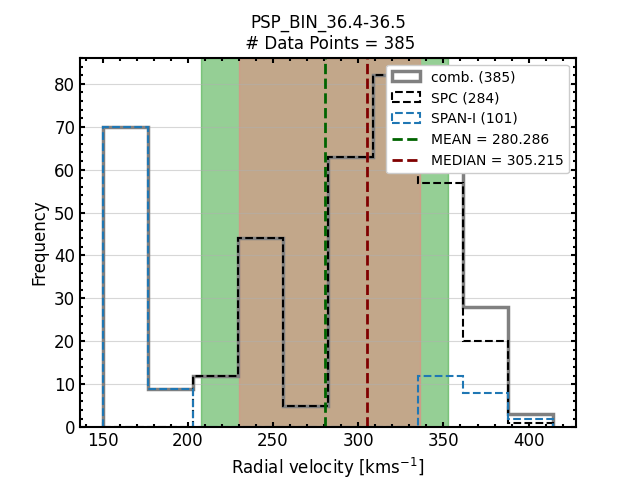 PSP_BIN_36.4-36.5
# Data Points = 385
comb. (385)
SPC (284)
SPAN-I (101)
MEAN = 280.286
MEDIAN = 305.215
Frequency
80
70
60
50
40
30
20
10
0
150 200 250 300 350 400
Radial velocity [kms⁻¹]